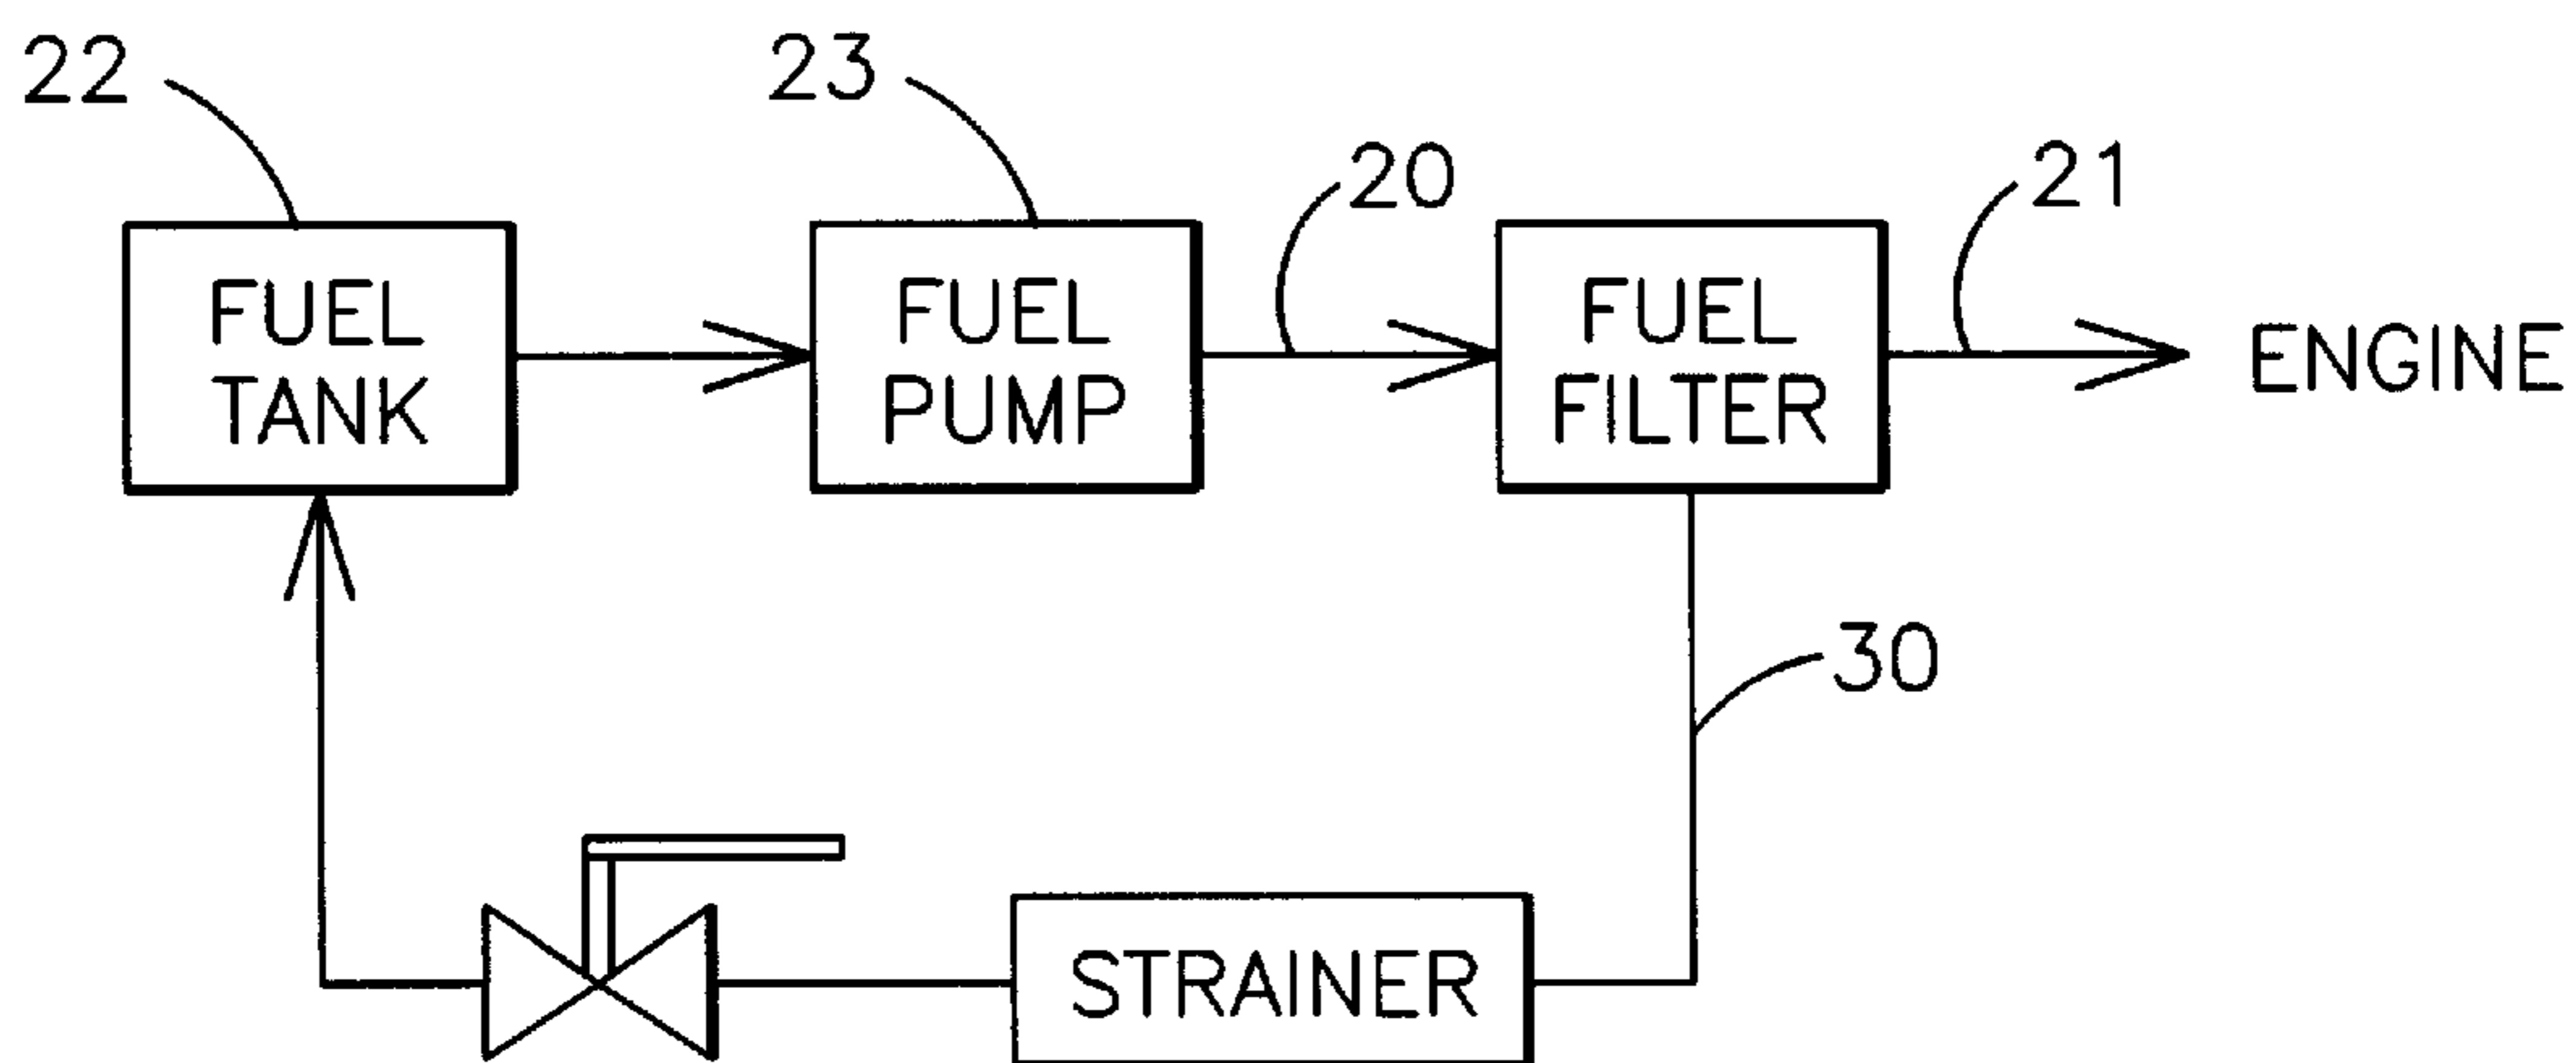 22
23
20
21
FUEL
TANK
FUEL
PUMP
FUEL
FILTER
ENGINE
30
STRAINER